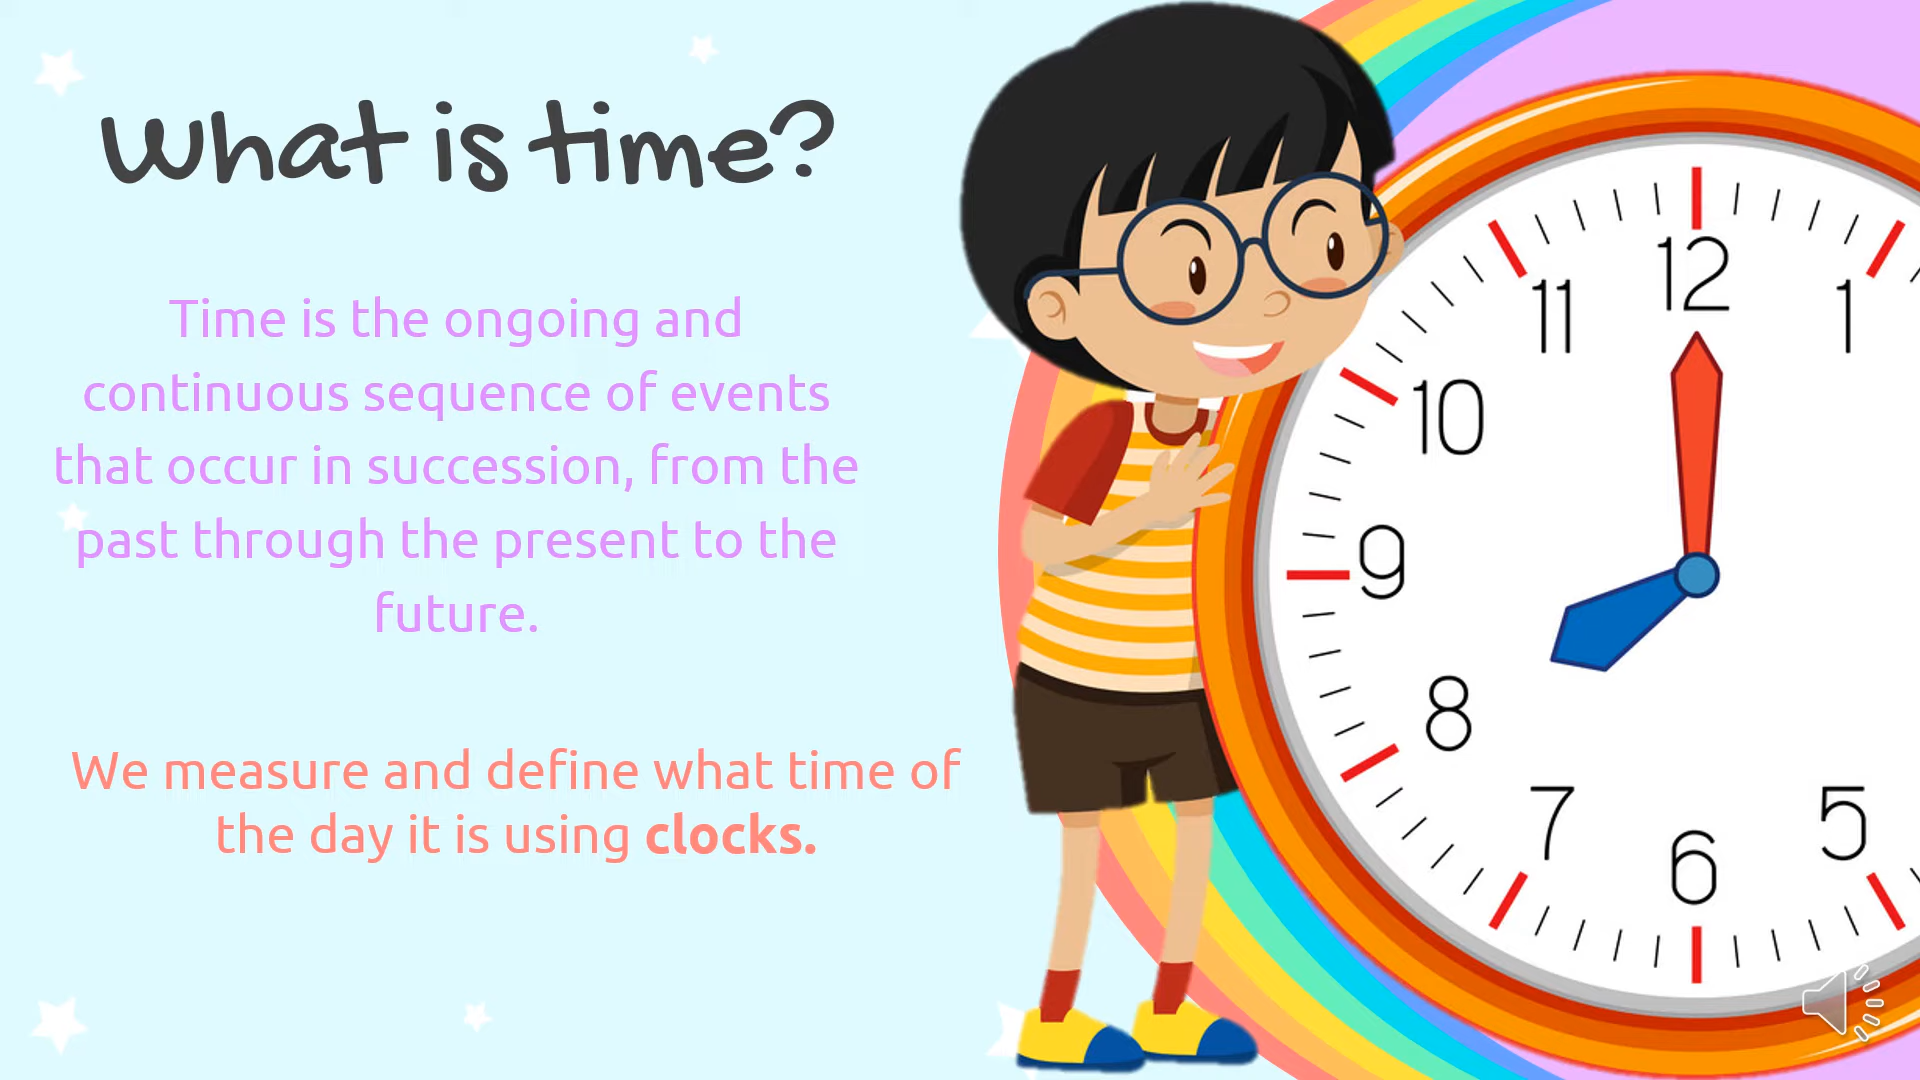 What is time?
Time is the ongoing and
continuous sequence of events
that occur in succession, from the
past through the present to the
future.
We measure and define what time of
the day it is using clocks.
12
11
1
10
9
8
7
5
6